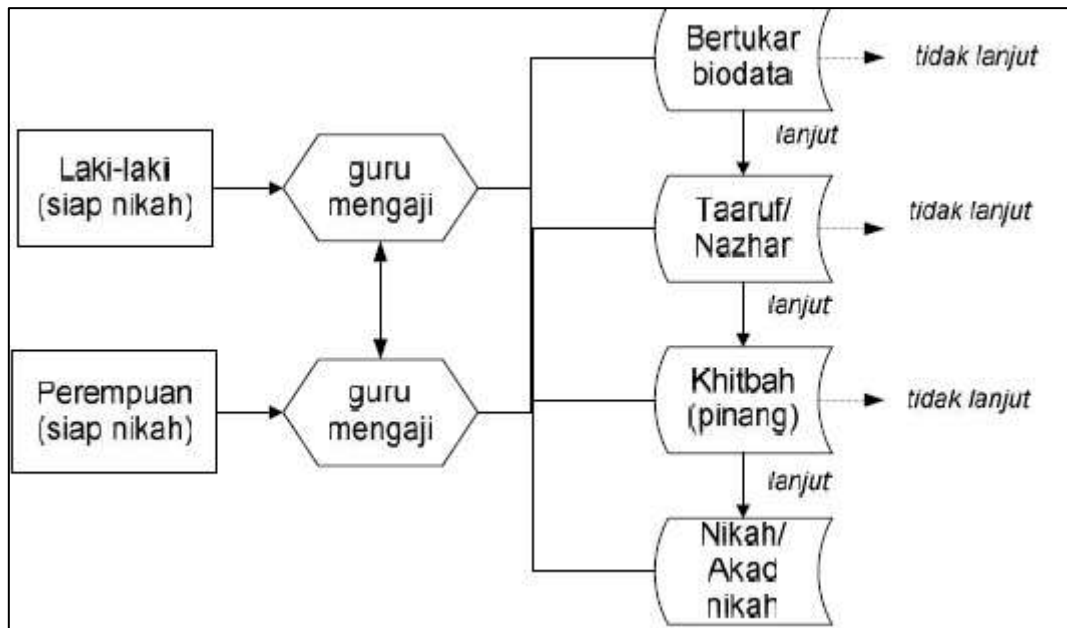 Laki-laki
(siap nikah)
guru
mengaji
Perempuan
(siap nikah)
guru
mengaji
Bertukar
biodata
tidak lanjut
lanjut
Taaruf/
Nazhar
tidak lanjut
lanjut
Khitbah
(pinang)
tidak lanjut
lanjut
Nikah/
Akad
nikah